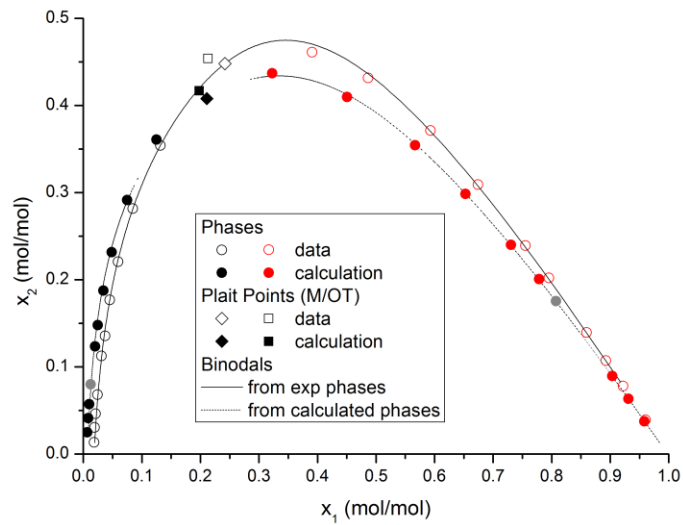 0.5
0.4
0.3
0.2
0.1
0.0
x2 (mol/mol)
Phases
data
calculation
Plait Points (M/OT)
data
calculation
Binodals
from exp phases
from calculated phases
0.0 0.1 0.2 0.3 0.4 0.5 0.6 0.7 0.8 0.9 1.0
x1 (mol/mol)